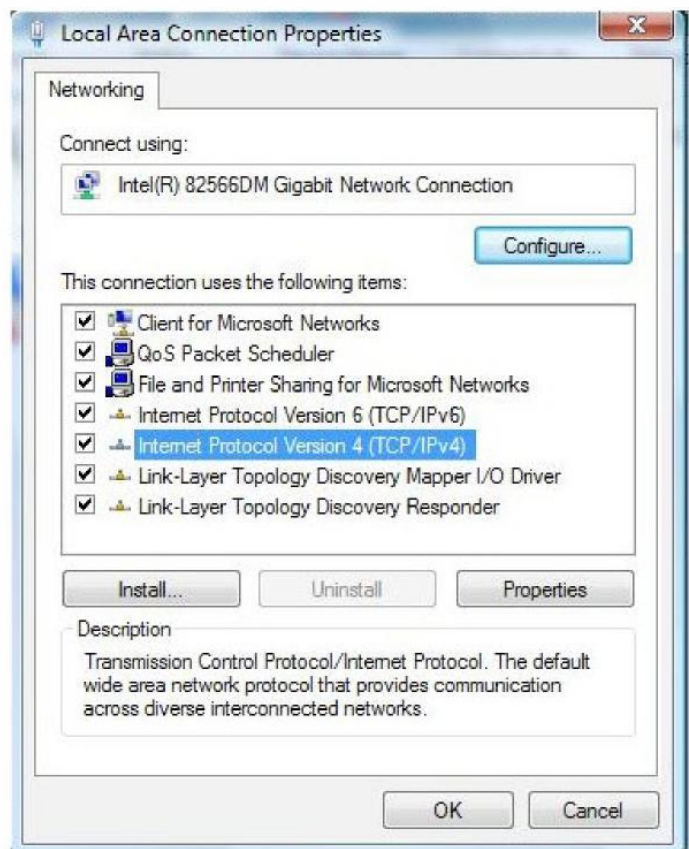 Local Area Connection Properties
Networking
Connect using:
Intel(R) 82566DM Gigabit Network Connection
Configure...
This connection uses the following items:
Client for Microsoft Networks
QoS Packet Scheduler
File and Printer Sharing for Microsoft Networks
Internet Protocol Version 6 (TCP/IPv6)
Internet Protocol Version 4 (TCP/IPv4)
Link-Layer Topology Discovery Mapper I/O Driver
Link-Layer Topology Discovery Responder
Install... Uninstall Properties
Description
Transmission Control Protocol/Internet Protocol. The default
wide area network protocol that provides communication
across diverse interconnected networks.
OK Cancel